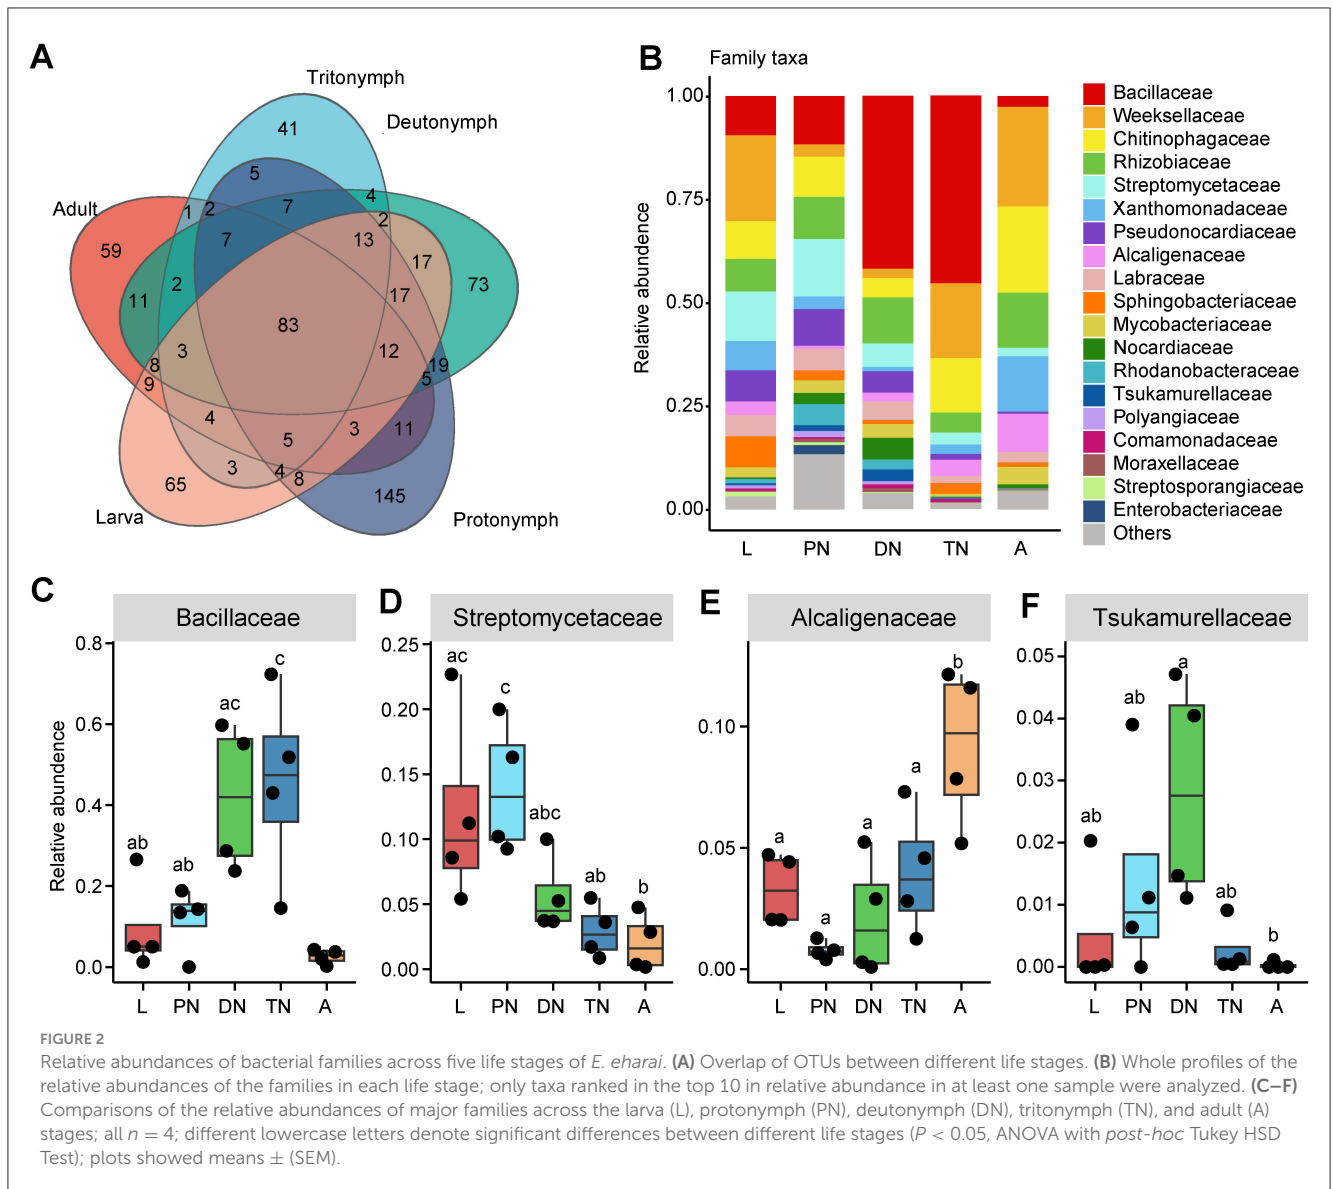 A
Tritonymph
Deutonymph
Adult
Larva
Protonymph
41
5
4
1
2
7
2
59
7
13
17
11
2
73
17
83
3
12
19
8
9
5
4
5
3
11
3
4
8
65
145
B
Family taxa
Relative abundance
1.00
0.75
0.50
0.25
0.00
L PN DN TN A
Bacillaceae
Weeksellaceae
Chitinophagaceae
Rhizobiaceae
Streptomycetaceae
Xanthomonadaceae
Pseudonocardiaceae
Alcaligenaceae
Labraceae
Sphingobacteriaceae
Mycobacteriaceae
Nocardiaceae
Rhodanobacteraceae
Tsukamurellaceae
Polyangiaceae
Comamonadaceae
Moraxellaceae
Streptosporangiaceae
Enterobacteriaceae
Others
C
Bacillaceae
Relative abundance
0.8
0.6
0.4
0.2
0.0
ab ab ac c
L PN DN TN A
D
Streptomycetaceae
0.25
0.20
0.15
0.10
0.05
0.00
ac c abc ab b
L PN DN TN A
E
Alcaligenaceae
0.10
0.05
0.00
a a a a b
L PN DN TN A
F
Tsukamurellaceae
0.05
0.04
0.03
0.02
0.01
0.00
ab ab a ab b
L PN DN TN A
FIGURE 2
Relative abundances of bacterial families across five life stages of E. eharai. (A) Overlap of OTUs between different life stages. (B) Whole profiles of the
relative abundances of the families in each life stage; only taxa ranked in the top 10 in relative abundance in at least one sample were analyzed. (C–F)
Comparisons of the relative abundances of major families across the larva (L), protonymph (PN), deutonymph (DN), tritonymph (TN), and adult (A)
stages; all n = 4; different lowercase letters denote significant differences between different life stages (P < 0.05, ANOVA with post-hoc Tukey HSD
Test); plots showed means ± (SEM).